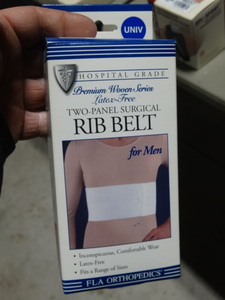 UNIV
HOSPITAL GRADE
Premium Woven Series
Latex-Free
TWO-PANEL SURGICAL
RIB BELT
for Men
• Inconspicuous, Comfortable Wear
• Latex-Free
• Fits a Range of Sizes
FLA ORTHOPEDICS